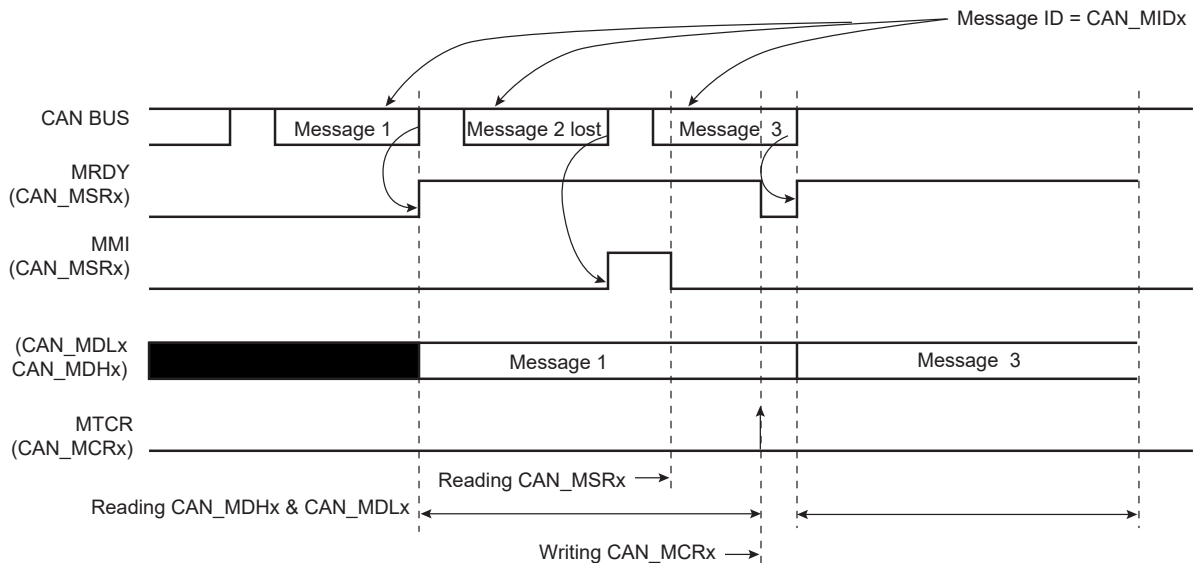 Message ID = CAN_MIDx
CAN BUS
Message 1
Message 2 lost
Message 3
MRDY
(CAN_MSRx)
MMI
(CAN_MSRx)
(CAN_MDLx
CAN_MDHx)
Message 1
Message 3
MTCR
(CAN_MCRx)
Reading CAN_MSRx
Reading CAN_MDHx & CAN_MDLx
Writing CAN_MCRx